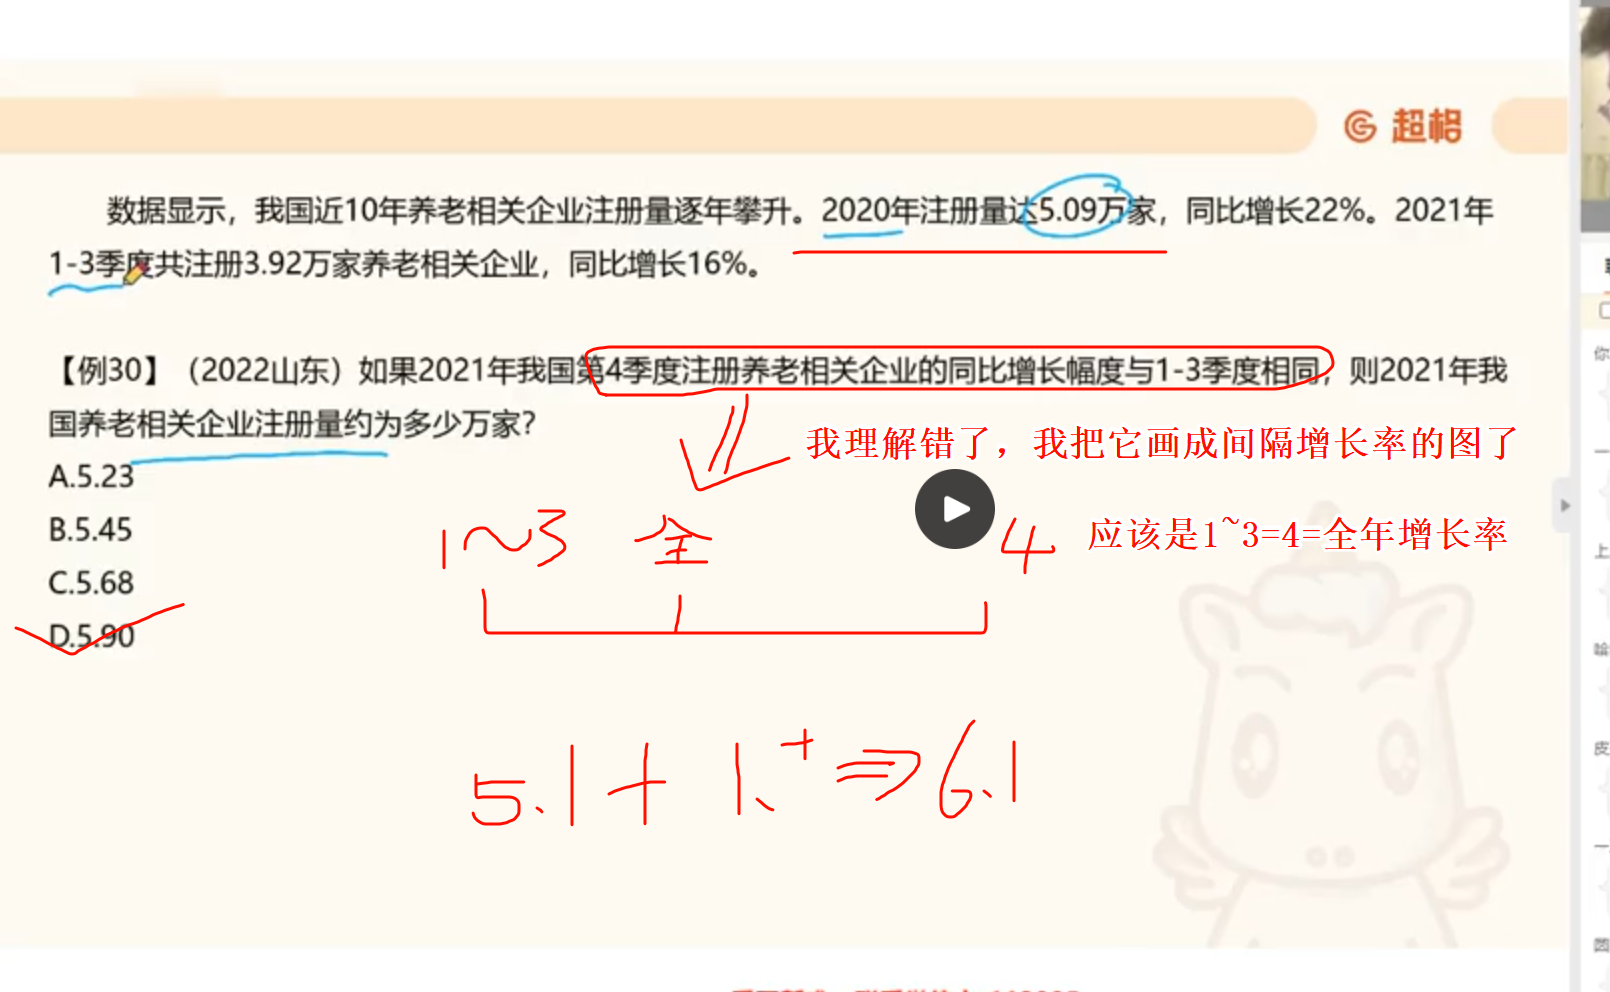 超格
数据显示，我国近10年养老相关企业注册量逐年攀升。2020年注册量达5.09万家，同比增长22%。2021年
1-3季度共注册3.92万家养老相关企业，同比增长16%。
【例30】（2022山东）如果2021年我国第4季度注册养老相关企业的同比增长幅度与1-3季度相同，则2021年我
国养老相关企业注册量约为多少万家？
我理解错了，我把它画成间隔增长率的图了
A.5.23
B.5.45
1~3 全 4
应该是1~3=4=全年增长率
C.5.68
D.5.90
5.1+1.+⇒6.1
你
一
上
皮
一